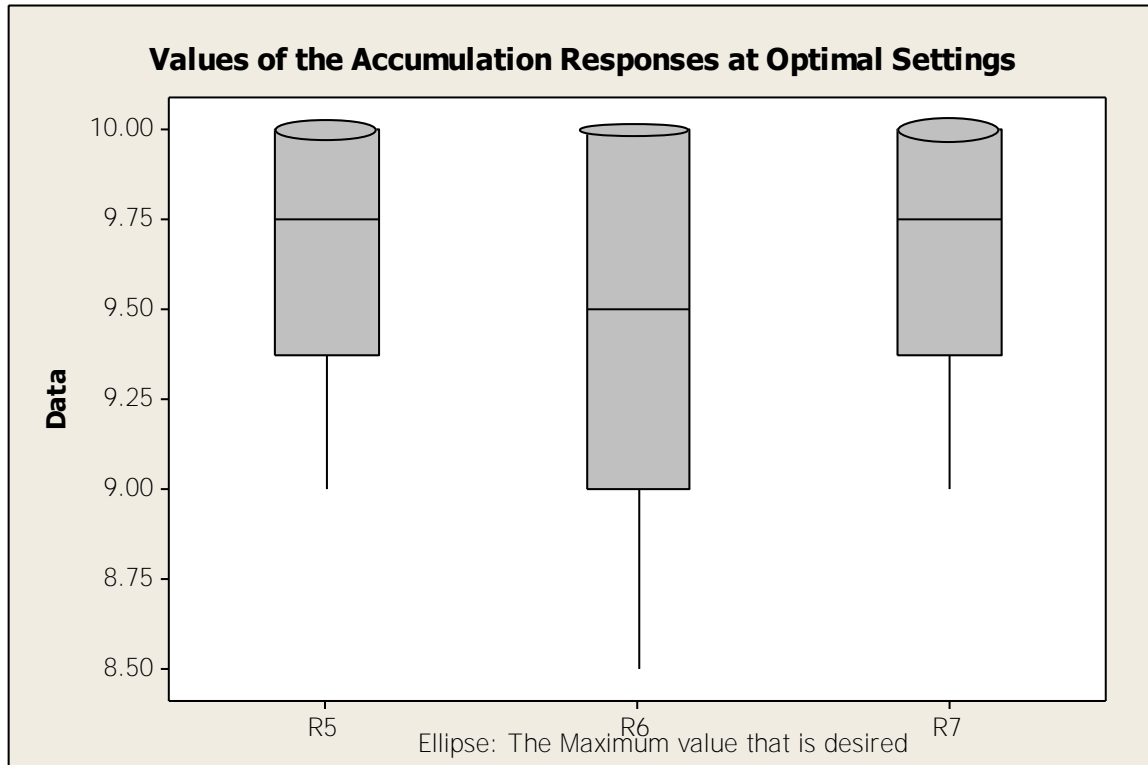 Values of the Accumulation Responses at Optimal Settings
10.00
9.75
9.50
9.25
9.00
8.75
8.50
Data
R5 R6 R7
Ellipse: The Maximum value that is desired